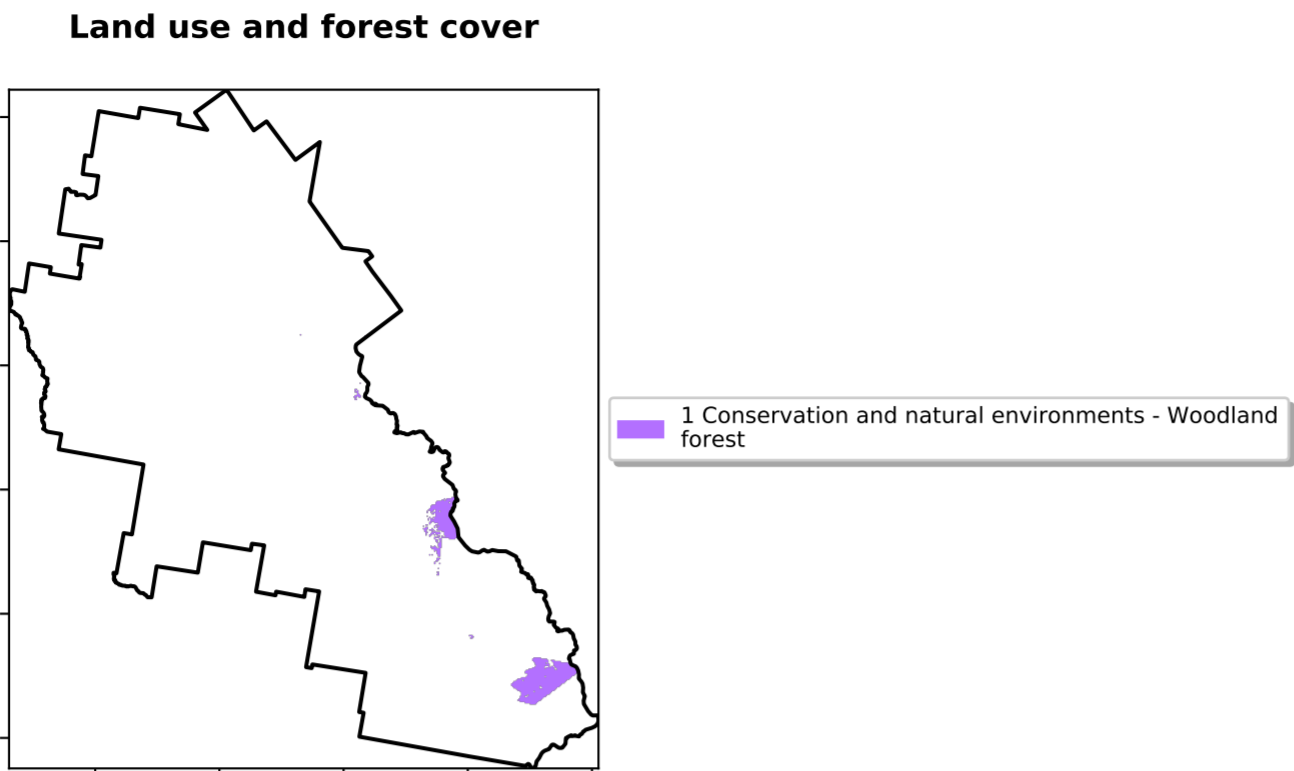 Land use and forest cover
1 Conservation and natural environments - Woodland
forest